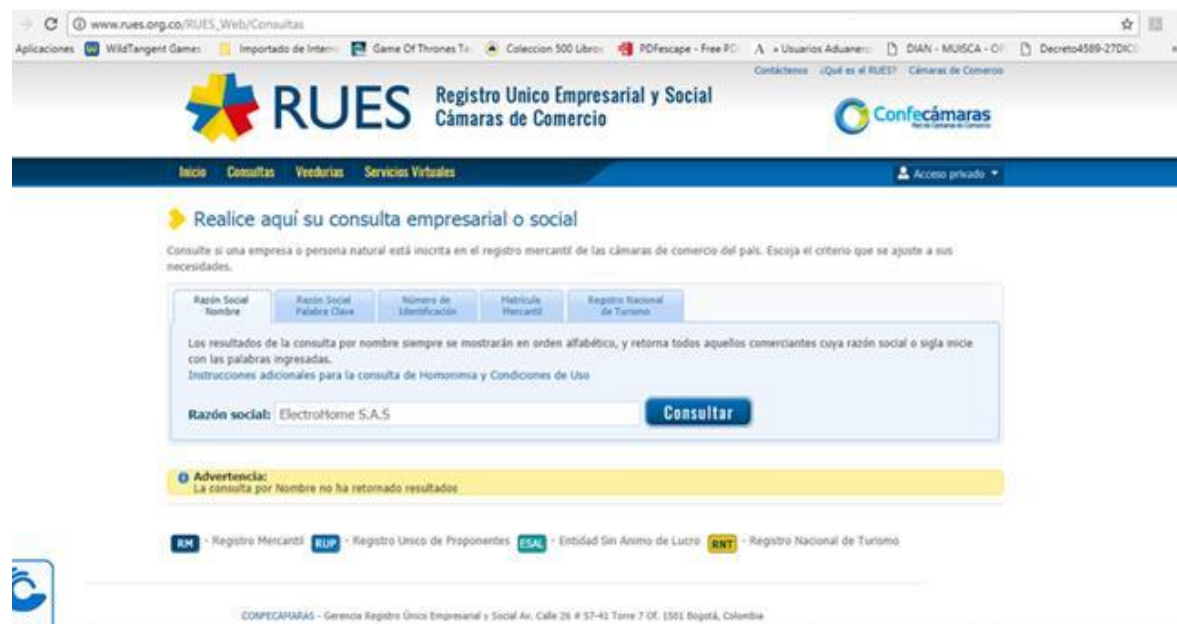 www.rues.org.co/RUES_Web/Consultas
Aplicaciones WildTangent Games Importado de Intern Game Of Thrones Te Coleccion 500 Libros PDFescape - Free PD » Usuarios Aduaneros DIAN - MUISCA - OP Decreto4589-27DIC
Contáctenos ¿Qué es el RUES? Cámaras de Comercio
RUES
Registro Unico Empresarial y Social
Cámaras de Comercio
Confecámaras
Red de Cámaras de Comercio
Inicio Consultas Veedurias Servicios Virtuales Acceso privado
Realice aquí su consulta empresarial o social
Consulte si una empresa o persona natural está inscrita en el registro mercantil de las cámaras de comercio del país. Escoja el criterio que se ajuste a sus
necesidades.
Razón Social Nombre
Razón Social Palabra Clave
Número de Identificación
Matrícula Mercantil
Registro Nacional de Turismo
Los resultados de la consulta por nombre siempre se mostrarán en orden alfabético, y retorna todos aquellos comerciantes cuya razón social o sigla inicie
con las palabras ingresadas.
Instrucciones adicionales para la consulta de Homonimia y Condiciones de Uso
Razón social: ElectroHome S.A.S Consultar
Advertencia:
La consulta por Nombre no ha retornado resultados
RM - Registro Mercantil RUP - Registro Unico de Proponentes ESAL - Entidad Sin Animo de Lucro RNT - Registro Nacional de Turismo
CONFECAMARAS - Gerencia Registro Único Empresarial y Social Av. Calle 26 # 57-41 Torre 7 Of. 1501 Bogotá, Colombia